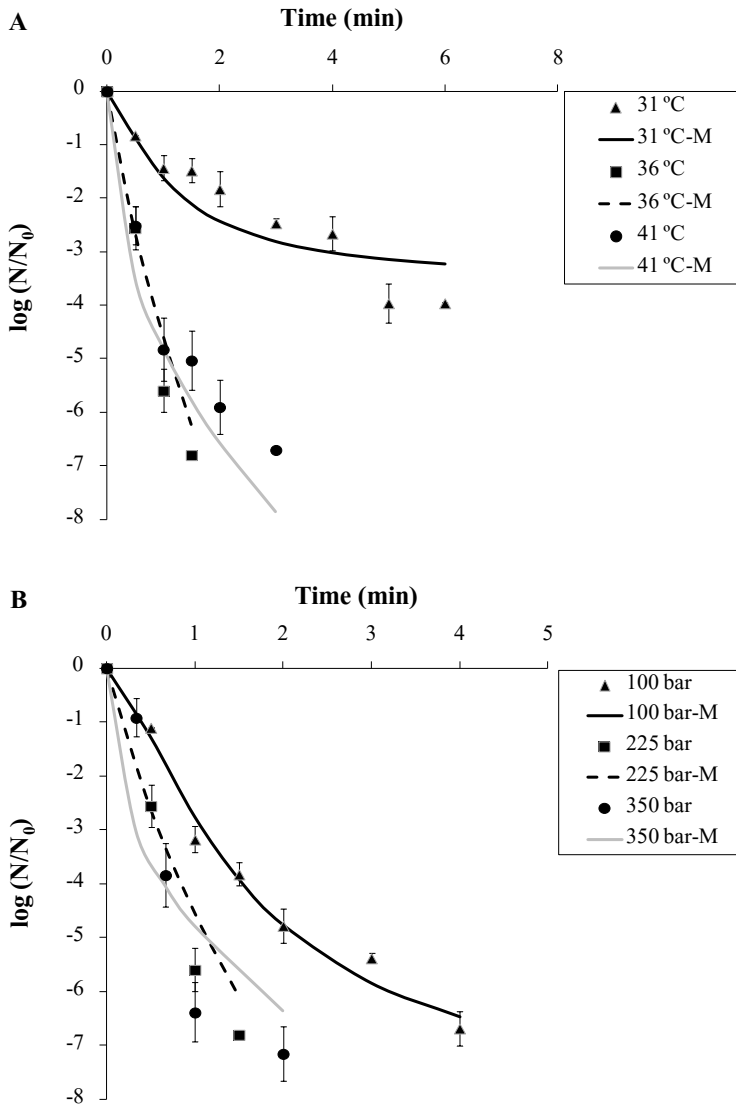 A
Time (min)
0 2 4 6 8
0
-1
-2
-3
-4
-5
-6
-7
-8
log (N/N₀)
31 ºC
31 ºC-M
36 ºC
36 ºC-M
41 ºC
41 ºC-M
B
Time (min)
0 1 2 3 4 5
0
-1
-2
-3
-4
-5
-6
-7
-8
log (N/N₀)
100 bar
100 bar-M
225 bar
225 bar-M
350 bar
350 bar-M